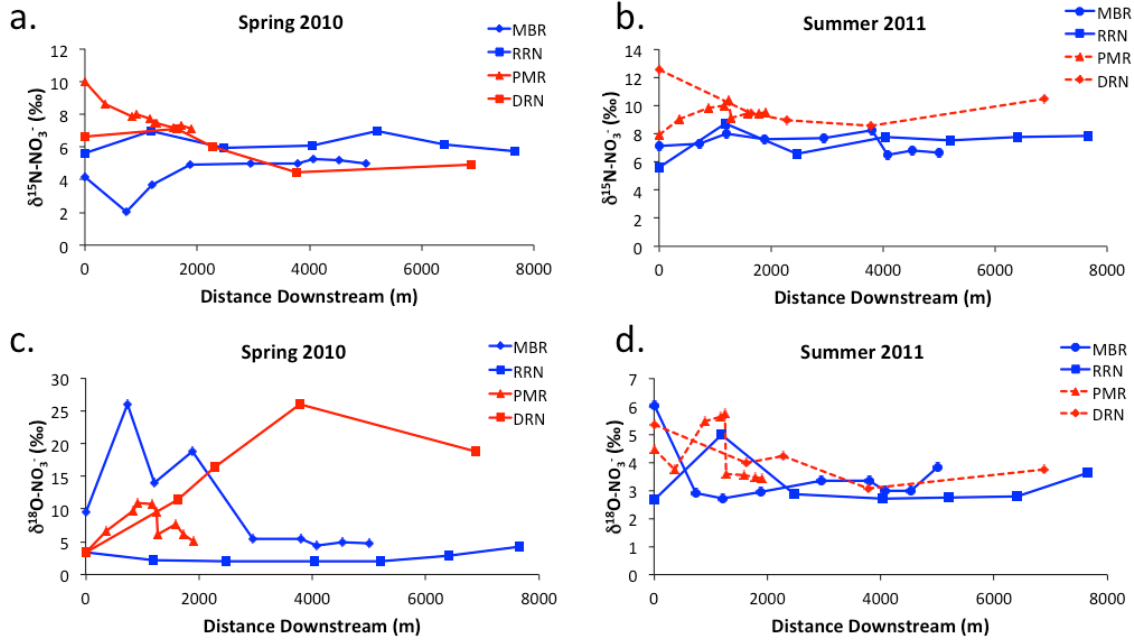 a.
Spring 2010
MBR
RRN
PMR
DRN
δ¹⁵N-NO₃⁻ (‰)
12
10
8
6
4
2
0
0 2000 4000 6000 8000
Distance Downstream (m)
b.
Summer 2011
MBR
RRN
PMR
DRN
δ¹⁵N-NO₃⁻ (‰)
14
12
10
8
6
4
2
0
0 2000 4000 6000 8000
Distance Downstream (m)
c.
Spring 2010
MBR
RRN
PMR
DRN
δ¹⁸O-NO₃⁻ (‰)
30
25
20
15
10
5
0
0 2000 4000 6000 8000
Distance Downstream (m)
d.
Summer 2011
MBR
RRN
PMR
DRN
δ¹⁸O-NO₃⁻ (‰)
7
6
5
4
3
2
1
0
0 2000 4000 6000 8000
Distance Downstream (m)